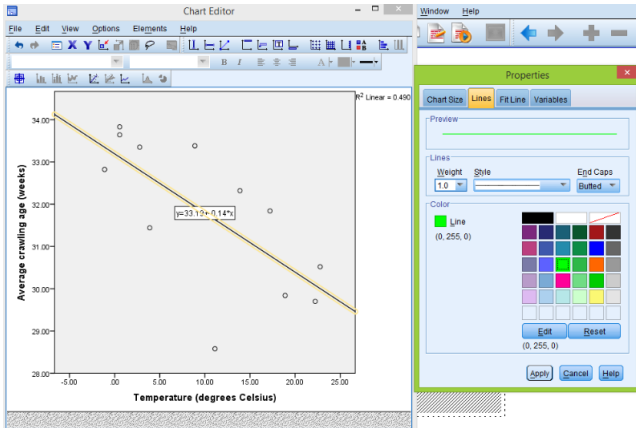 Chart Editor
File Edit View Options Elements Help
X Y
B I
A
R² Linear = 0.490
34.00
33.00
32.00
31.00
30.00
29.00
28.00
Average crawling age (weeks)
-5.00 .00 5.00 10.00 15.00 20.00 25.00
Temperature (degrees Celsius)
Window Help
Properties
Chart Size Lines Fit Line Variables
Preview
Lines
Weight Style End Caps
1.0 Butted
Color
Line
(0, 255, 0)
Edit Reset
(0, 255, 0)
Apply Cancel Help